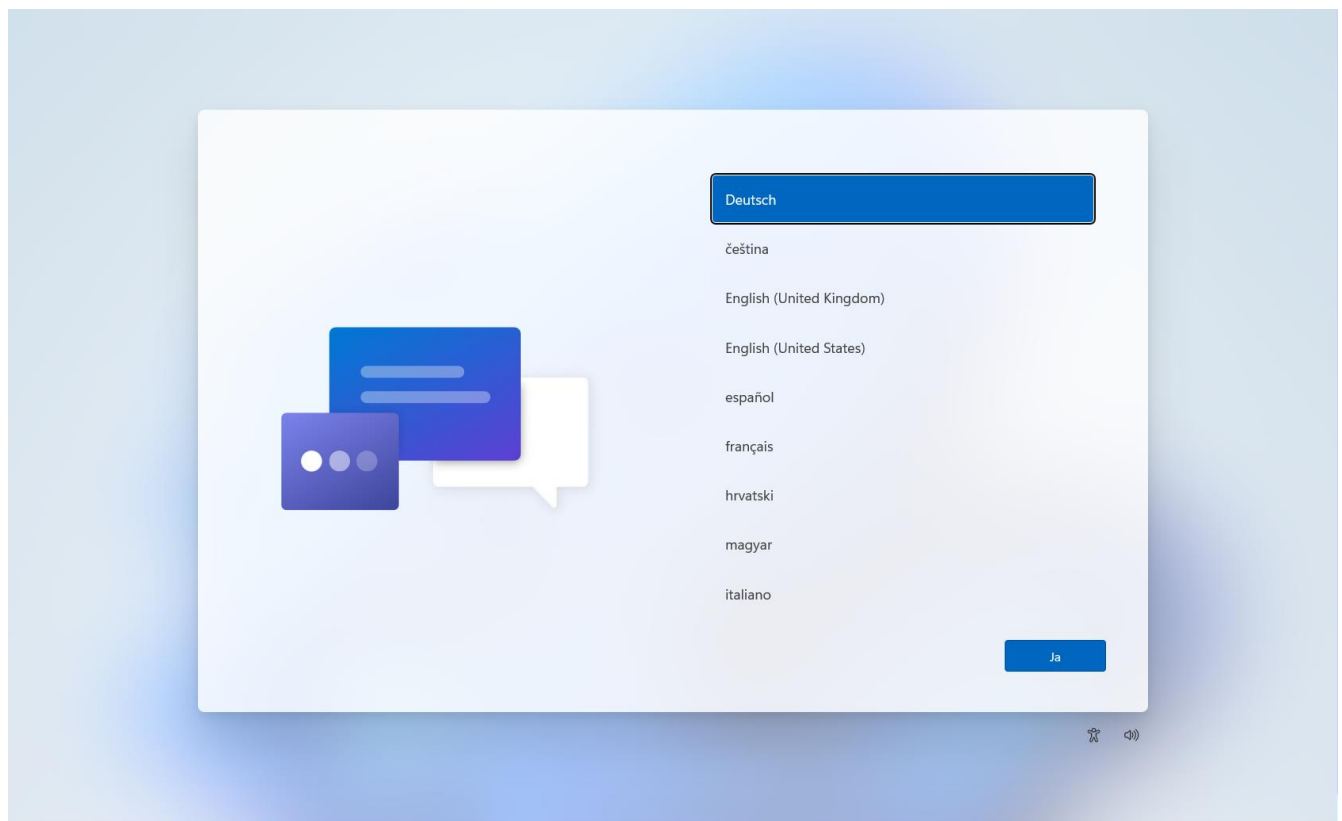 Deutsch
čeština
English (United Kingdom)
English (United States)
español
français
hrvatski
magyar
italiano
Ja